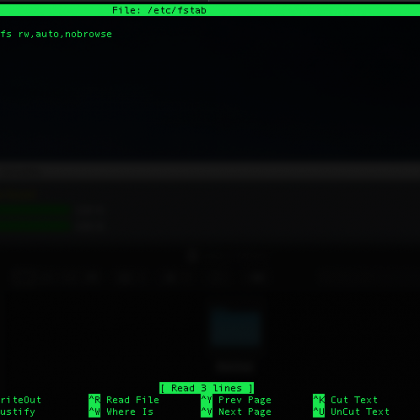 File: /etc/fstab
fs rw,auto,nobrowse
[ Read 3 lines ]
riteOut ^R Read File ^Y Prev Page ^K Cut Text
ustify ^W Where Is ^V Next Page ^U UnCut Text